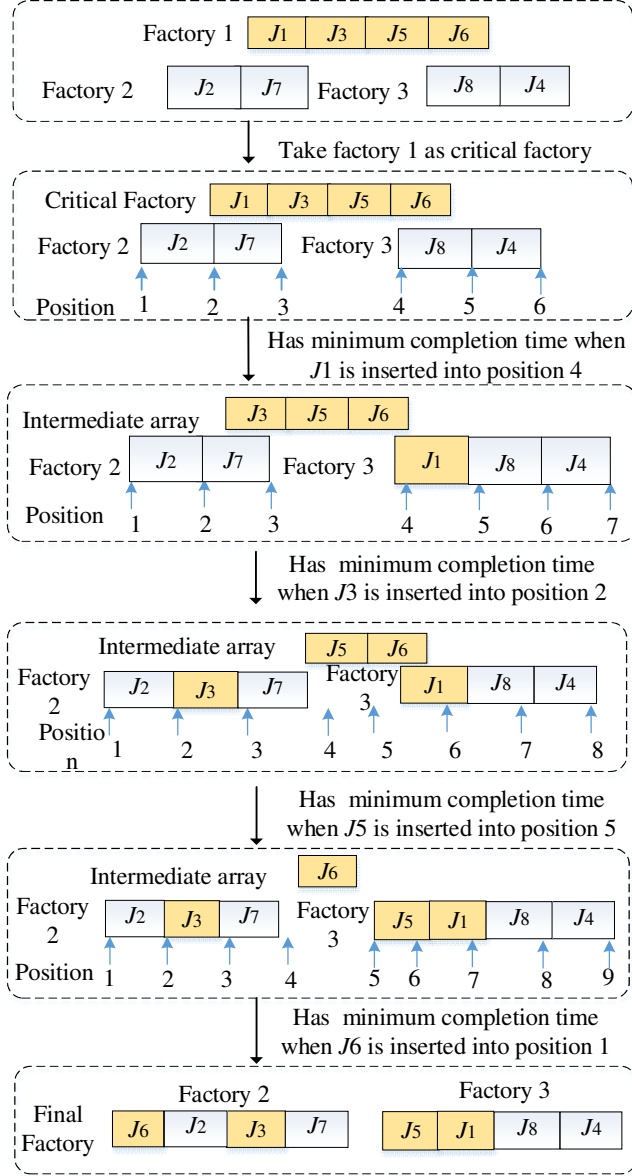 Factory 1 J1 J3 J5 J6
Factory 2 J2 J7 Factory 3 J8 J4
Take factory 1 as critical factory
Critical Factory J1 J3 J5 J6
Factory 2 J2 J7 Factory 3 J8 J4
Position 1 2 3 4 5 6
Has minimum completion time when
J1 is inserted into position 4
Intermediate array J3 J5 J6
Factory 2 J2 J7 Factory 3 J1 J8 J4
Position 1 2 3 4 5 6 7
Has minimum completion time
when J3 is inserted into position 2
Intermediate array J5 J6
Factory
2 J2 J3 J7 Factory
3 J1 J8 J4
Positio
n 1 2 3 4 5 6 7 8
Has minimum completion time
when J5 is inserted into position 5
Intermediate array J6
Factory
2 J2 J3 J7 Factory
3 J5 J1 J8 J4
Position 1 2 3 4 5 6 7 8 9
Has minimum completion time
when J6 is inserted into position 1
Factory 2 Factory 3
Final
Factory J6 J2 J3 J7 J5 J1 J8 J4